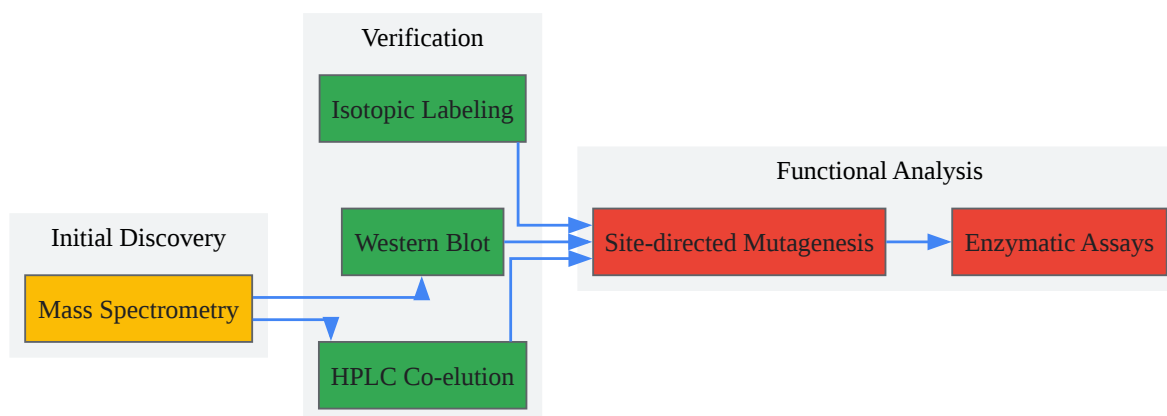 Initial Discovery
Mass Spectrometry
Verification
Isotopic Labeling
Western Blot
HPLC Co-elution
Functional Analysis
Site-directed Mutagenesis
Enzymatic Assays